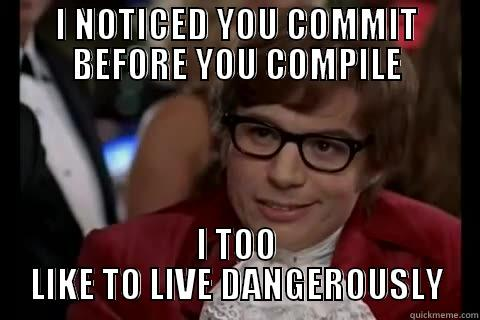 I NOTICED YOU COMMIT
BEFORE YOU COMPILE
I TOO
LIKE TO LIVE DANGEROUSLY
quickmeme.com